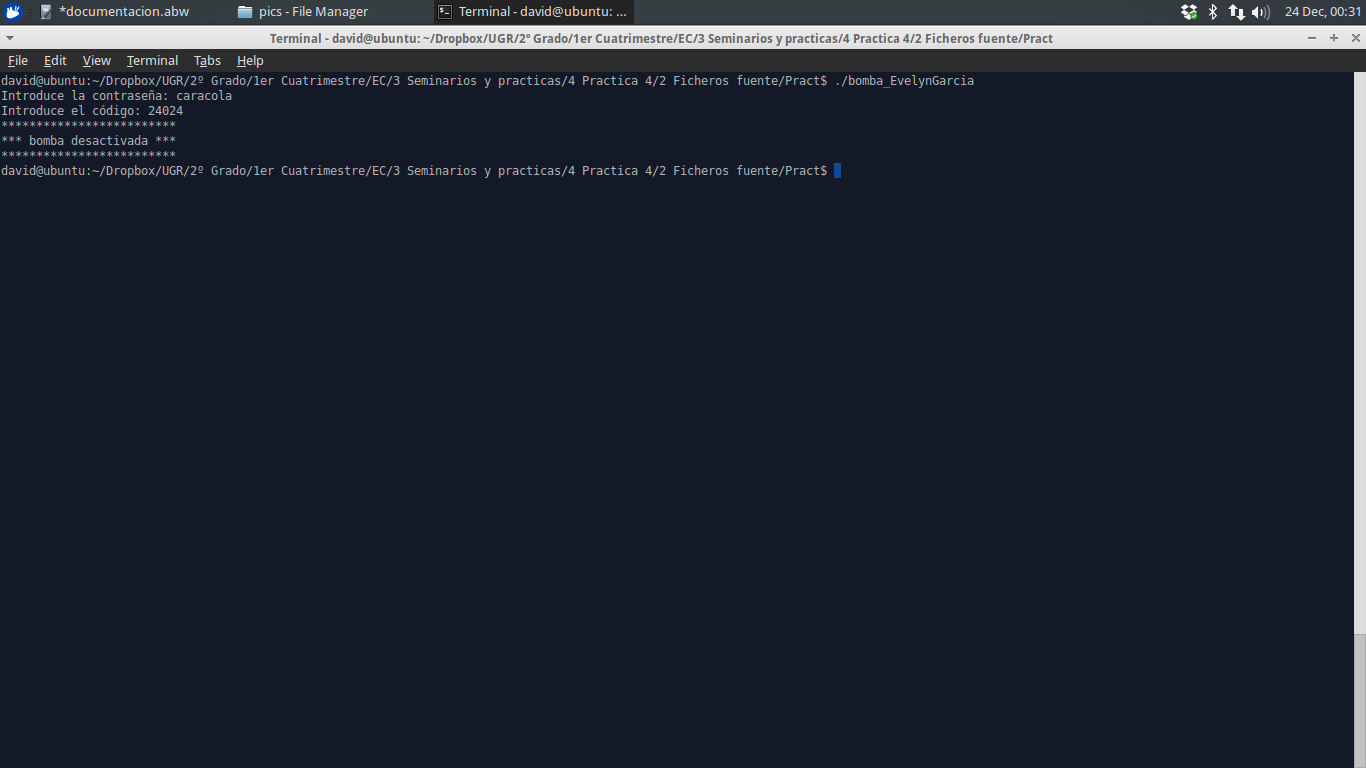 *documentacion.abw
pics - File Manager
Terminal - david@ubuntu: ...
24 Dec, 00:31
Terminal - david@ubuntu: ~/Dropbox/UGR/2º Grado/1er Cuatrimestre/EC/3 Seminarios y practicas/4 Practica 4/2 Ficheros fuente/Pract
File Edit View Terminal Tabs Help
david@ubuntu:~/Dropbox/UGR/2º Grado/1er Cuatrimestre/EC/3 Seminarios y practicas/4 Practica 4/2 Ficheros fuente/Pract$ ./bomba_EvelynGarcia
Introduce la contraseña: caracola
Introduce el código: 24024
*************************
*** bomba desactivada ***
*************************
david@ubuntu:~/Dropbox/UGR/2º Grado/1er Cuatrimestre/EC/3 Seminarios y practicas/4 Practica 4/2 Ficheros fuente/Pract$